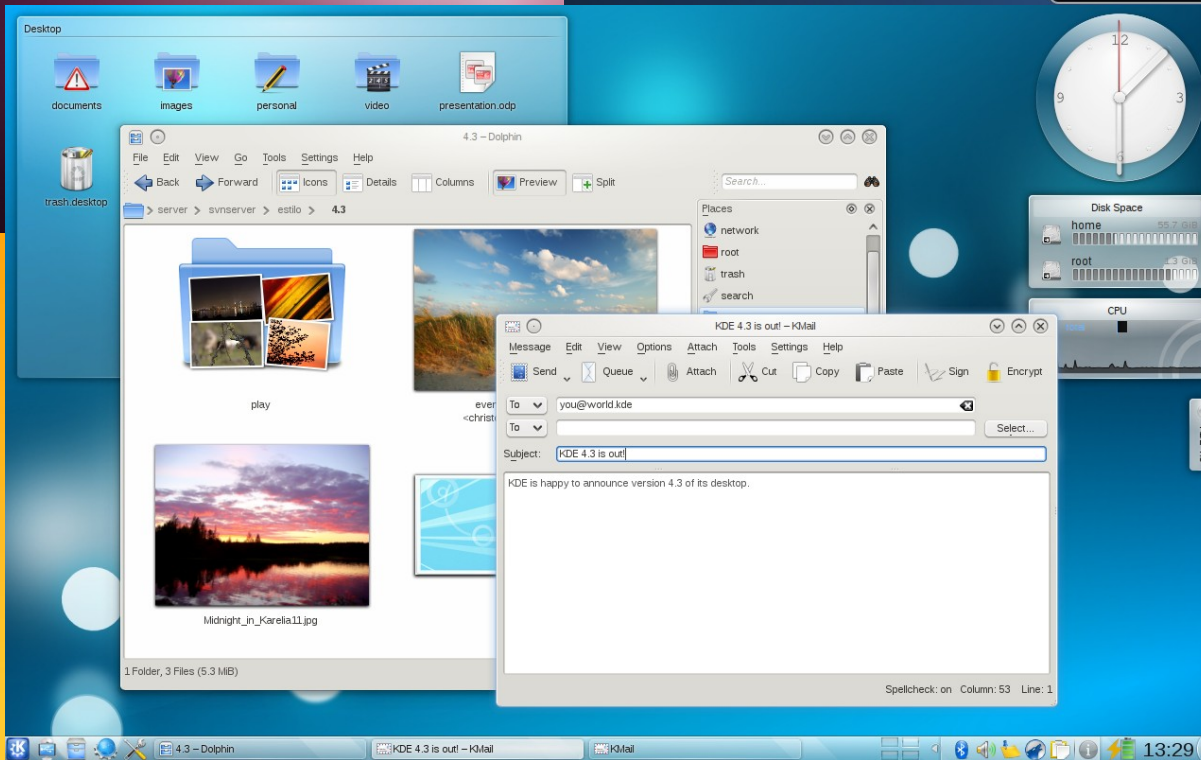 Desktop
documents images personal video presentation.odp
trash.desktop
4.3 – Dolphin
File Edit View Go Tools Settings Help
Back Forward Icons Details Columns Preview Split Search...
server > svnserver > estilo > 4.3
Places
network
root
trash
search
play
ever
<christ
Midnight_in_Karelia11.jpg
1 Folder, 3 Files (5.3 MiB)
KDE 4.3 is out! – KMail
Message Edit View Options Attach Tools Settings Help
Send Queue Attach Cut Copy Paste Sign Encrypt
To you@world.kde
To Select...
Subject: KDE 4.3 is out!
KDE is happy to announce version 4.3 of its desktop.
Spellcheck: on Column: 53 Line: 1
12
9 3
6
Disk Space
home 55.7 GiB
root
CPU
4.3 – Dolphin KDE 4.3 is out! – KMail KMail 13:29